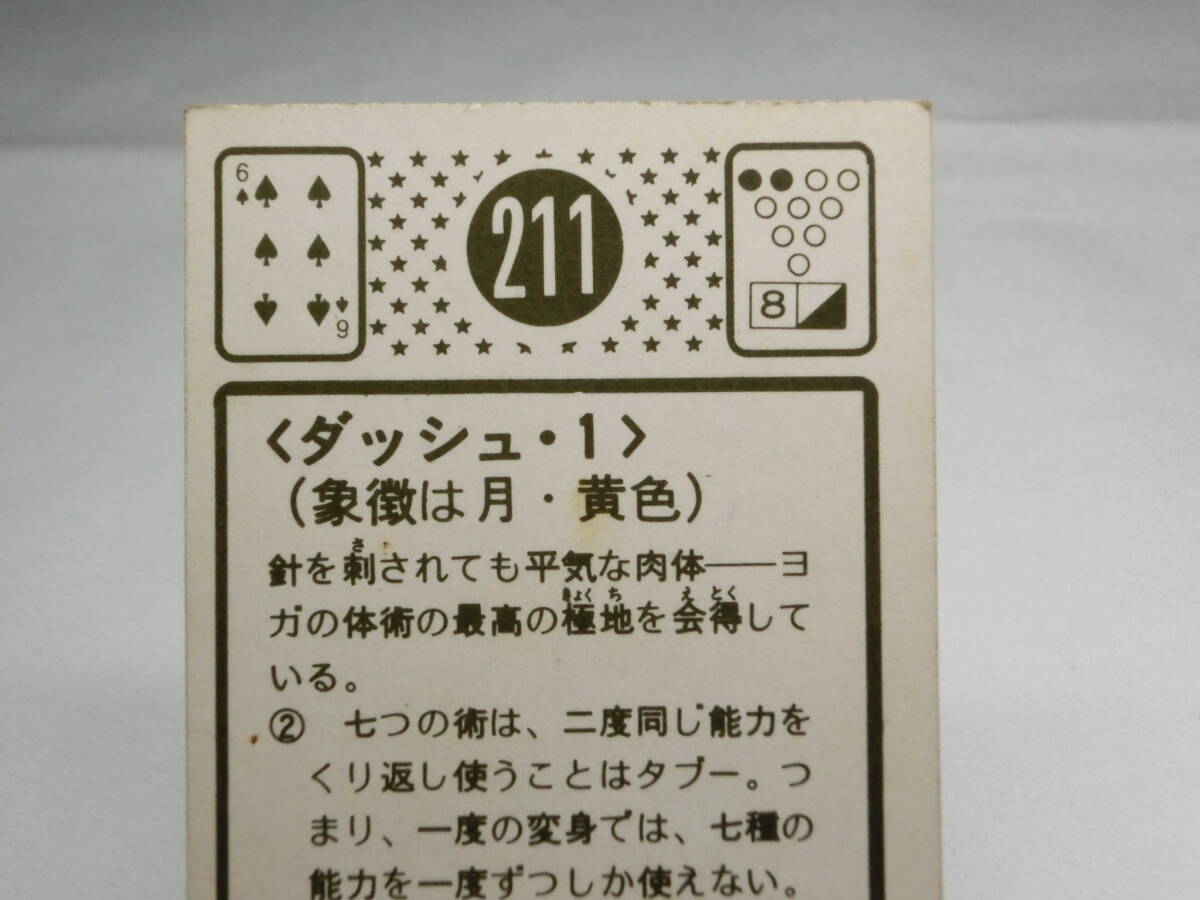 6
211
8
6
〈ダッシュ・1〉
（象徴は月・黄色）
針を刺されても平気な肉体――ヨ
ガの体術の最高の極地を会得して
いる。
② 七つの術は、二度同じ能力を
くり返し使うことはタブー。つ
まり、一度の変身では、七種の
能力を一度ずつしか使えない。